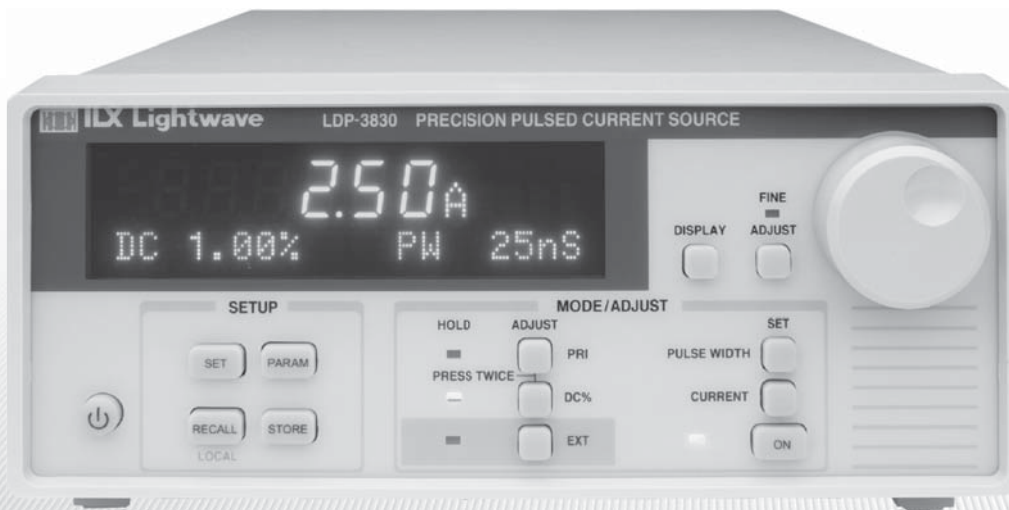 ILX Lightwave
LDP-3830 PRECISION PULSED CURRENT SOURCE
2.50A
DC 1.00% PW 25nS
DISPLAY
FINE
ADJUST
SETUP
SET
PARAM
RECALL
STORE
LOCAL
MODE/ADJUST
HOLD
ADJUST
PRI
PRESS TWICE
DC%
EXT
SET
PULSE WIDTH
CURRENT
ON